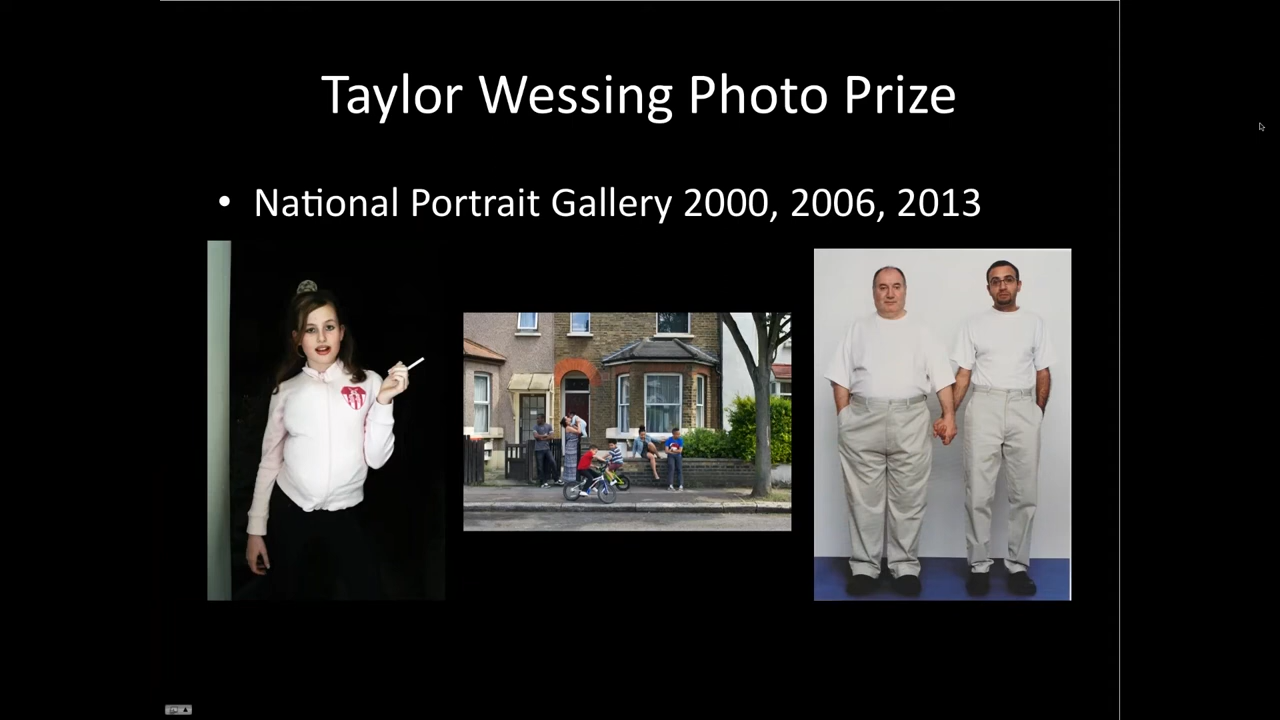 Taylor Wessing Photo Prize
• National Portrait Gallery 2000, 2006, 2013